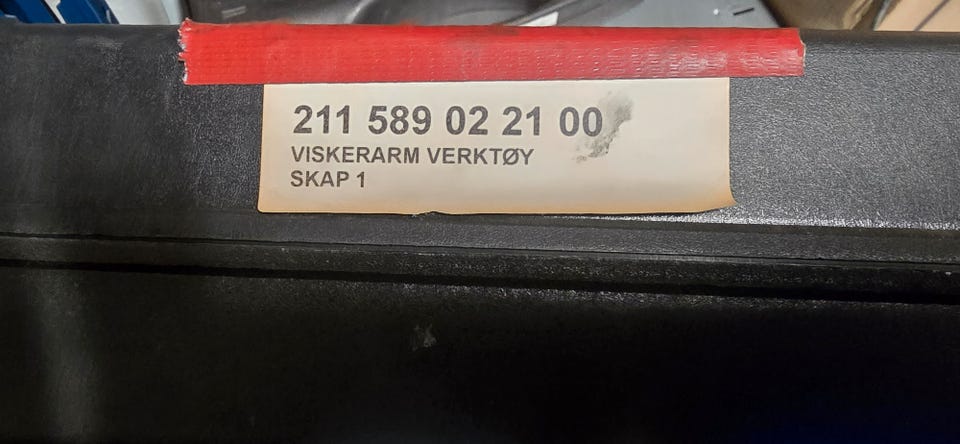 211 589 02 21 00
VISKERARM VERKTØY
SKAP 1